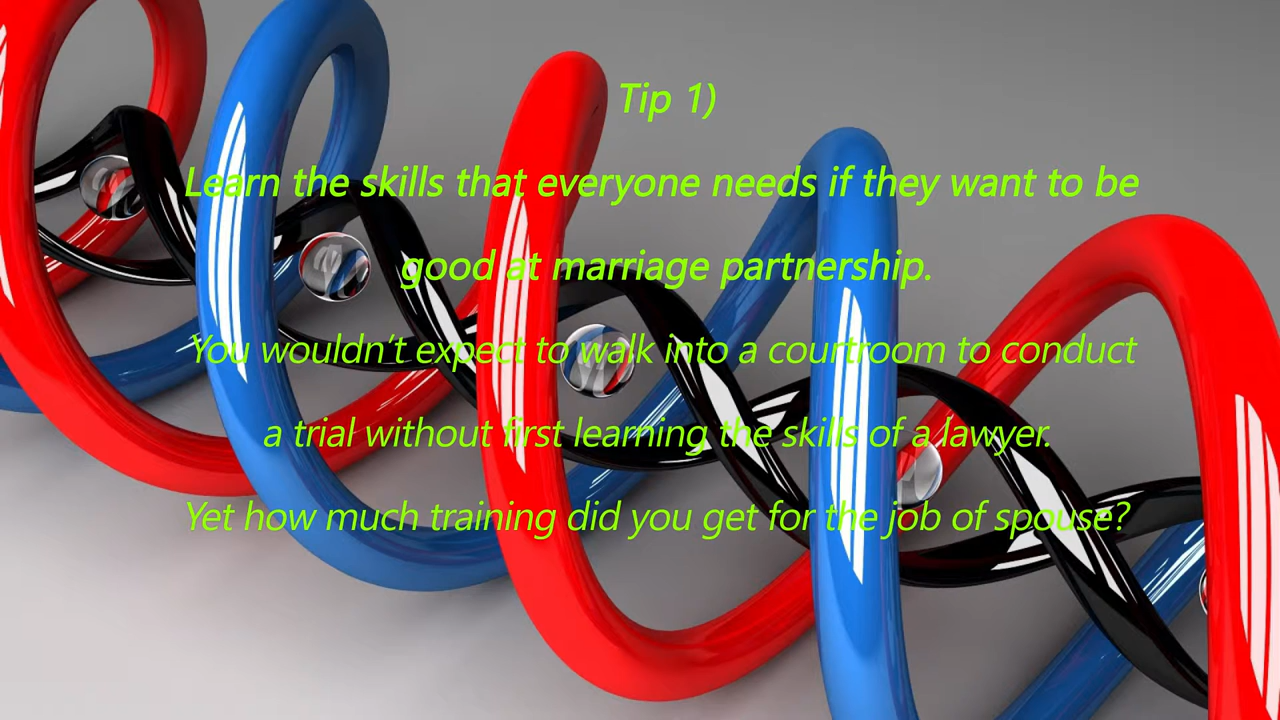 Tip 1)
Learn the skills that everyone needs if they want to be
good at marriage partnership.
You wouldn't expect to walk into a courtroom to conduct
a trial without first learning the skills of a lawyer.
Yet how much training did you get for the job of spouse?